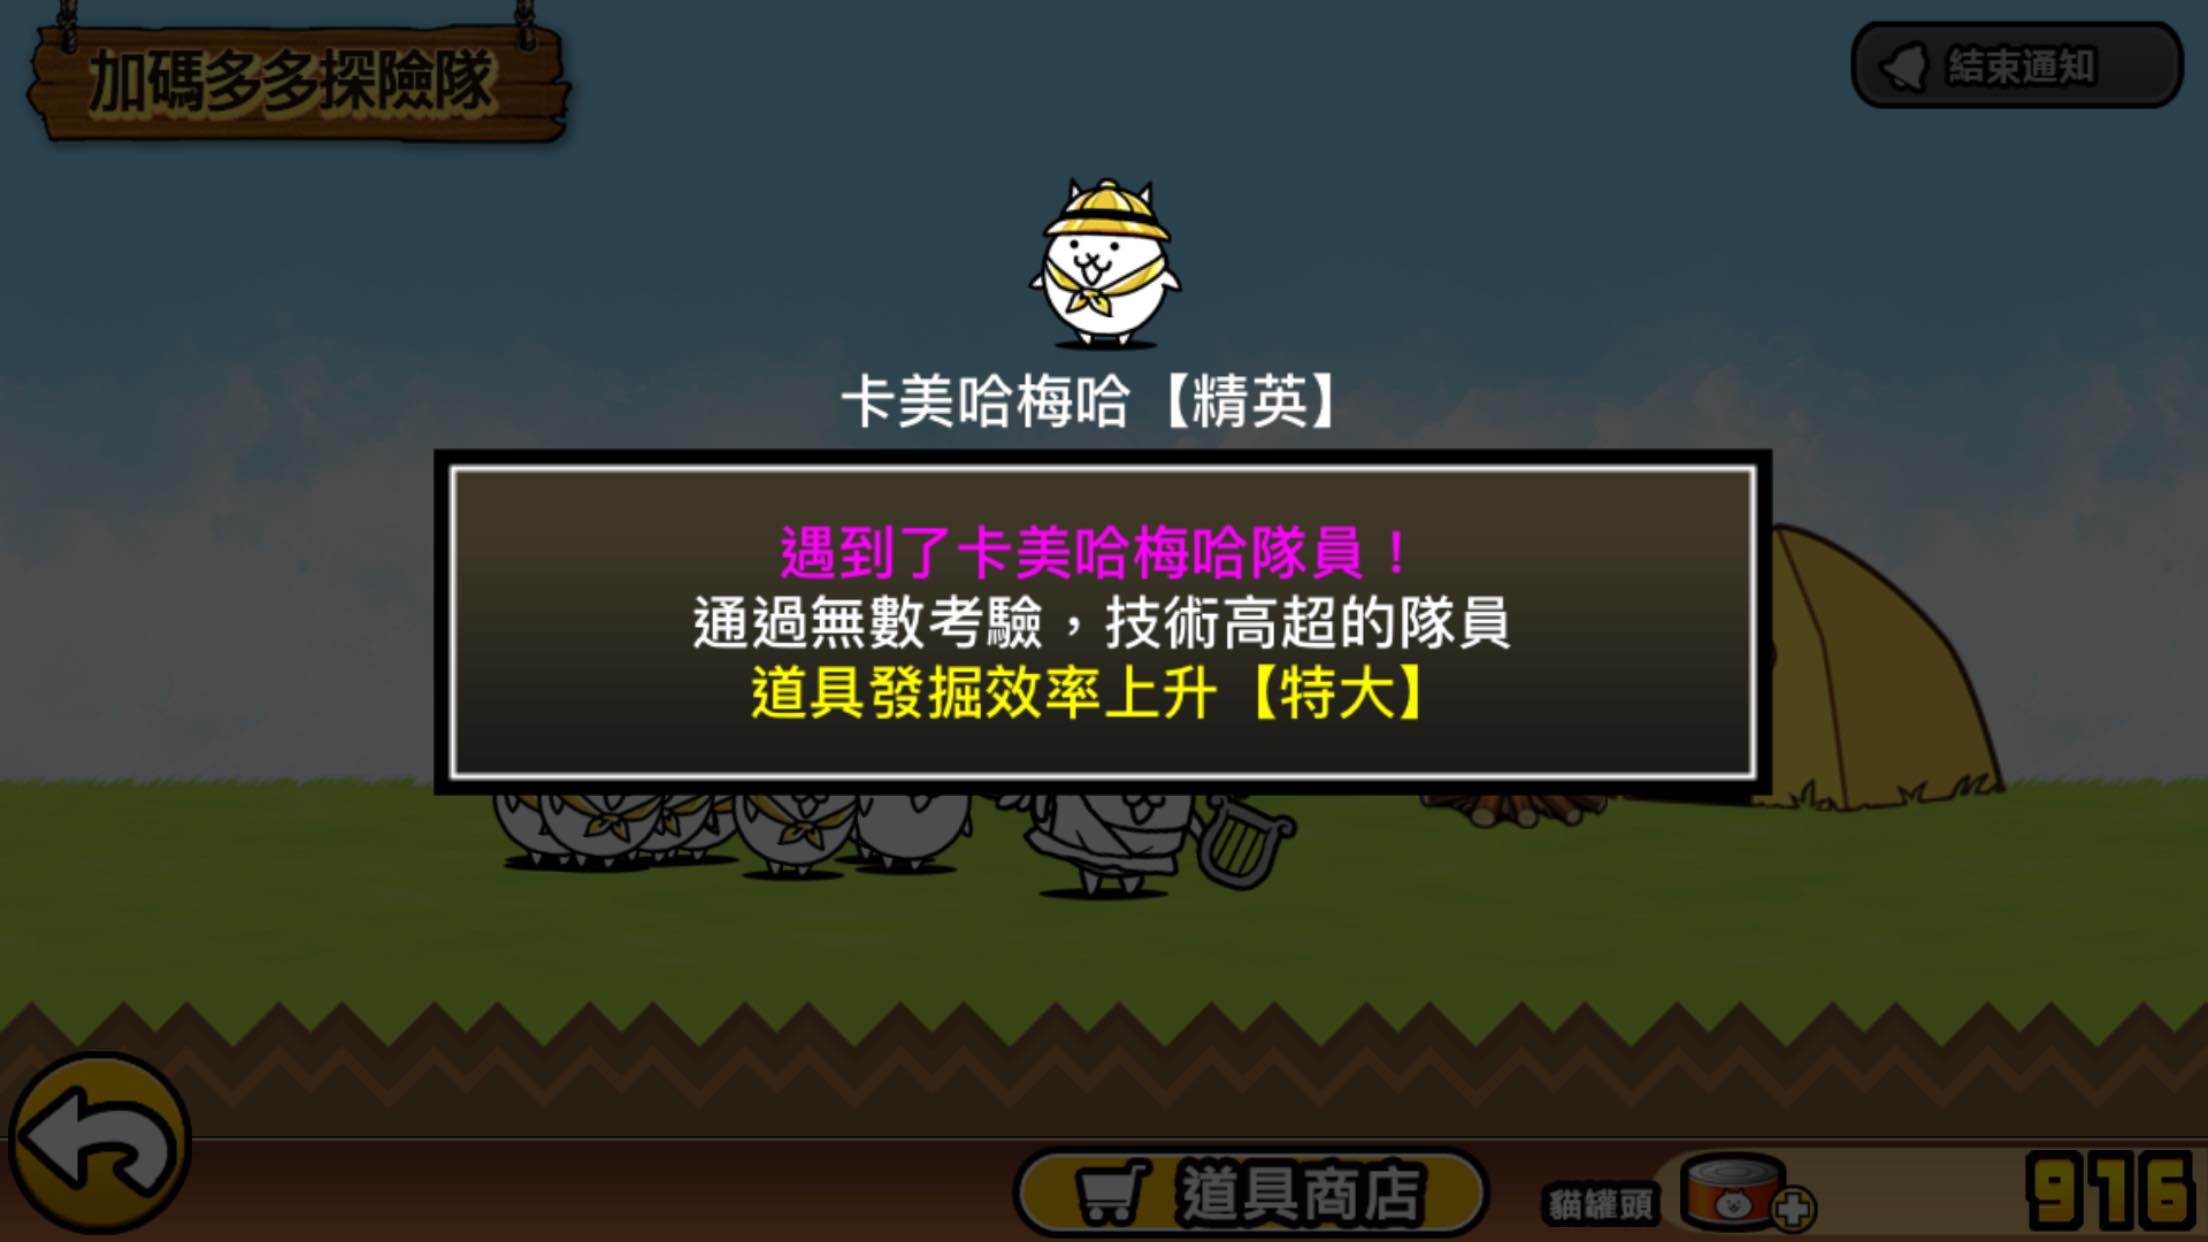 加碼多多探險隊
結束通知
卡美哈梅哈【精英】
遇到了卡美哈梅哈隊員！
通過無數考驗，技術高超的隊員
道具發掘效率上升【特大】
道具商店
貓罐頭
916